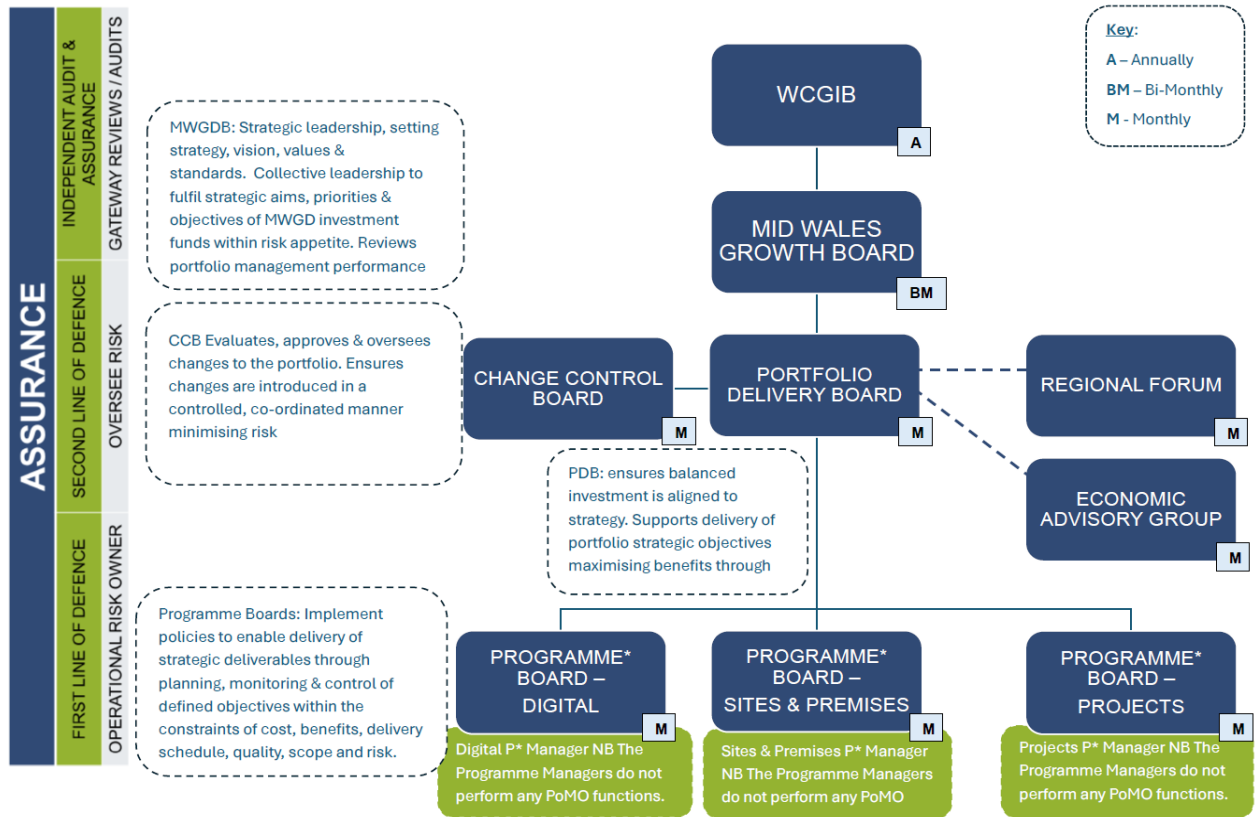 ASSURANCE
INDEPENDENT AUDIT &
ASSURANCE
GATEWAY REVIEWS / AUDITS
SECOND LINE OF DEFENCE
OVERSEE RISK
FIRST LINE OF DEFENCE
OPERATIONAL RISK OWNER
Key:
A – Annually
BM – Bi-Monthly
M - Monthly
WCGIB
A
MWGDB: Strategic leadership, setting
strategy, vision, values &
standards. Collective leadership to
fulfil strategic aims, priorities &
objectives of MWGD investment
funds within risk appetite. Reviews
portfolio management performance
MID WALES
GROWTH BOARD
BM
CCB Evaluates, approves & oversees
changes to the portfolio. Ensures
changes are introduced in a
controlled, co-ordinated manner
minimising risk
CHANGE CONTROL
BOARD
M
PORTFOLIO
DELIVERY BOARD
M
REGIONAL FORUM
M
PDB: ensures balanced
investment is aligned to
strategy. Supports delivery of
portfolio strategic objectives
maximising benefits through
ECONOMIC
ADVISORY GROUP
M
Programme Boards: Implement
policies to enable delivery of
strategic deliverables through
planning, monitoring & control of
defined objectives within the
constraints of cost, benefits, delivery
schedule, quality, scope and risk.
PROGRAMME*
BOARD –
DIGITAL
M
Digital P* Manager NB The
Programme Managers do not
perform any PoMO functions.
PROGRAMME*
BOARD –
SITES & PREMISES
M
Sites & Premises P* Manager
NB The Programme Managers
do not perform any PoMO
PROGRAMME*
BOARD –
PROJECTS
M
Projects P* Manager NB The
Programme Managers do not
perform any PoMO functions.